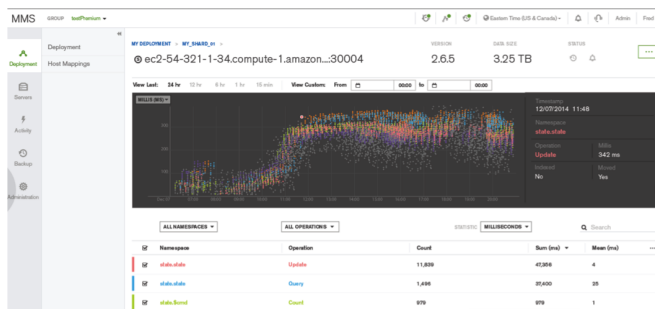 MMS GROUP testPremium Eastern Time (US & Canada) Admin Fred
Deployment
Servers
Activity
Backup
Administration
Deployment
Host Mappings
MY DEPLOYMENT > MY_SHARD_01 >
ec2-54-321-1-34.compute-1.amazon...:30004
VERSION
2.6.5
DATA SIZE
3.25 TB
STATUS
View Last: 24 hr 12 hr 6 hr 1 hr 15 min View Custom: From 00:00 to 00:00
MILLIS (MS)
Timestamp
12/07/2014 11:48
Namespace
state.state
Operation Millis
Update 342 ms
Indexed Moved
No Yes
ALL NAMESPACES ALL OPERATIONS STATISTIC MILLISECONDS Search
Namespace Operation Count Sum (ms) Mean (ms)
state.state Update 11,839 47,356 4
state.state Query 1,496 37,400 25
state.$cmd Count 979 979 1